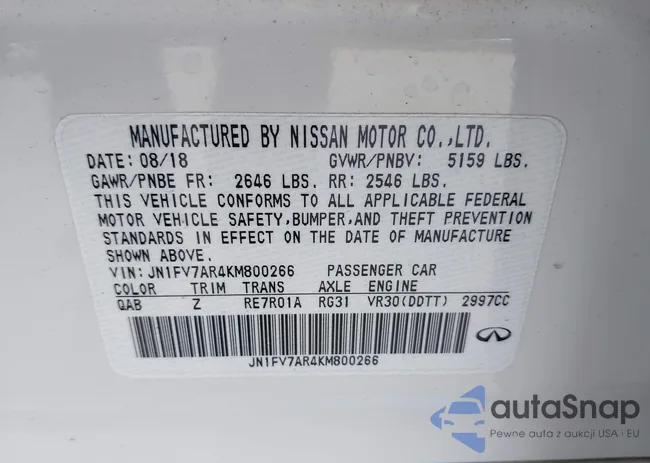 MANUFACTURED BY NISSAN MOTOR CO.,LTD.
DATE: 08/18 GVWR/PNBV: 5159 LBS.
GAWR/PNBE FR: 2646 LBS. RR: 2546 LBS.
THIS VEHICLE CONFORMS TO ALL APPLICABLE FEDERAL
MOTOR VEHICLE SAFETY,BUMPER,AND THEFT PREVENTION
STANDARDS IN EFFECT ON THE DATE OF MANUFACTURE
SHOWN ABOVE.
VIN: JN1FV7AR4KM800266 PASSENGER CAR
COLOR TRIM TRANS AXLE ENGINE
QAB Z RE7R01A RG31 VR30(DDTT) 2997CC
JN1FV7AR4KM800266
autaSnap
Pewne auta z aukcji USA i EU